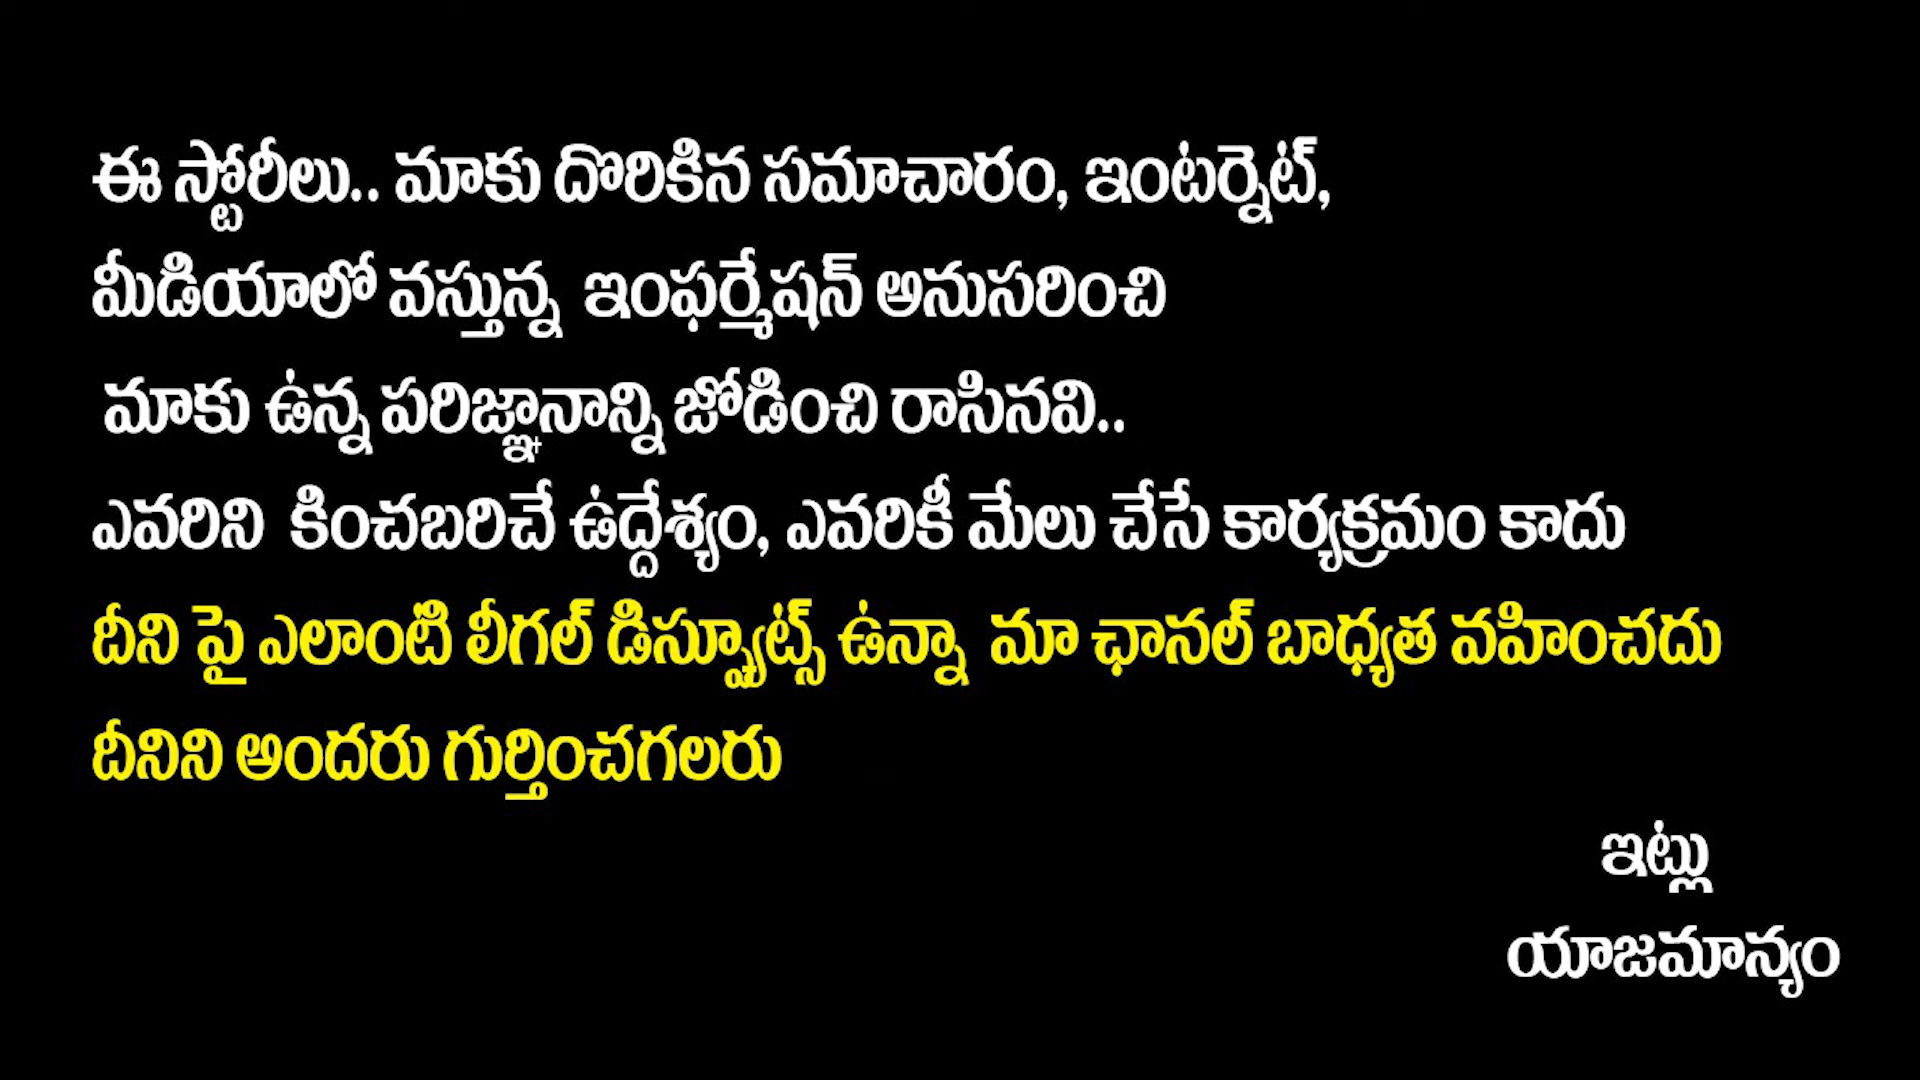 ఈ స్టోరీలు.. మాకు దొరికిన సమాచారం, ఇంటర్నెట్,
మీడియాలో వస్తున్న ఇంఫర్మేషన్ అనుసరించి
మాకు ఉన్న పరిజ్ఞానాన్ని జోడించి రాసినవి..
ఎవరిని కించబరిచే ఉద్దేశ్యం, ఎవరికీ మేలు చేసే కార్యక్రమం కాదు
దీని పై ఎలాంటి లీగల్ డిస్ప్యూట్స్ ఉన్నా మా ఛానల్ బాధ్యత వహించదు
దీనిని అందరు గుర్తించగలరు
ఇట్లు
యాజమాన్యం